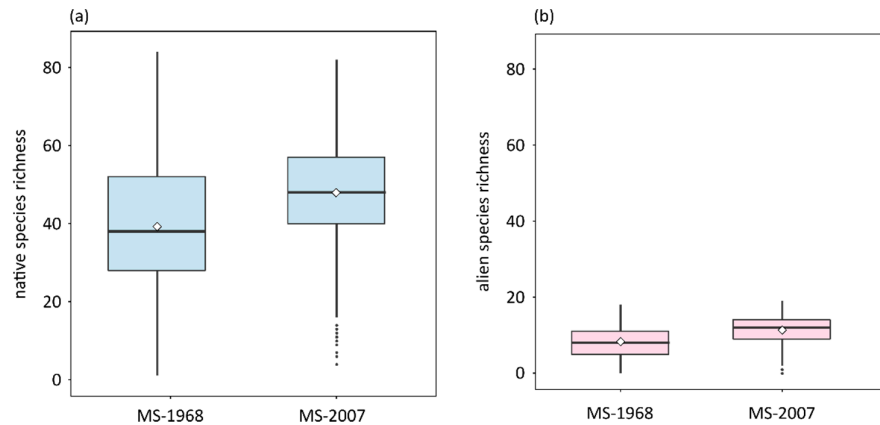 (a)
native species richness
80
60
40
20
0
MS-1968 MS-2007
(b)
alien species richness
80
60
40
20
0
MS-1968 MS-2007